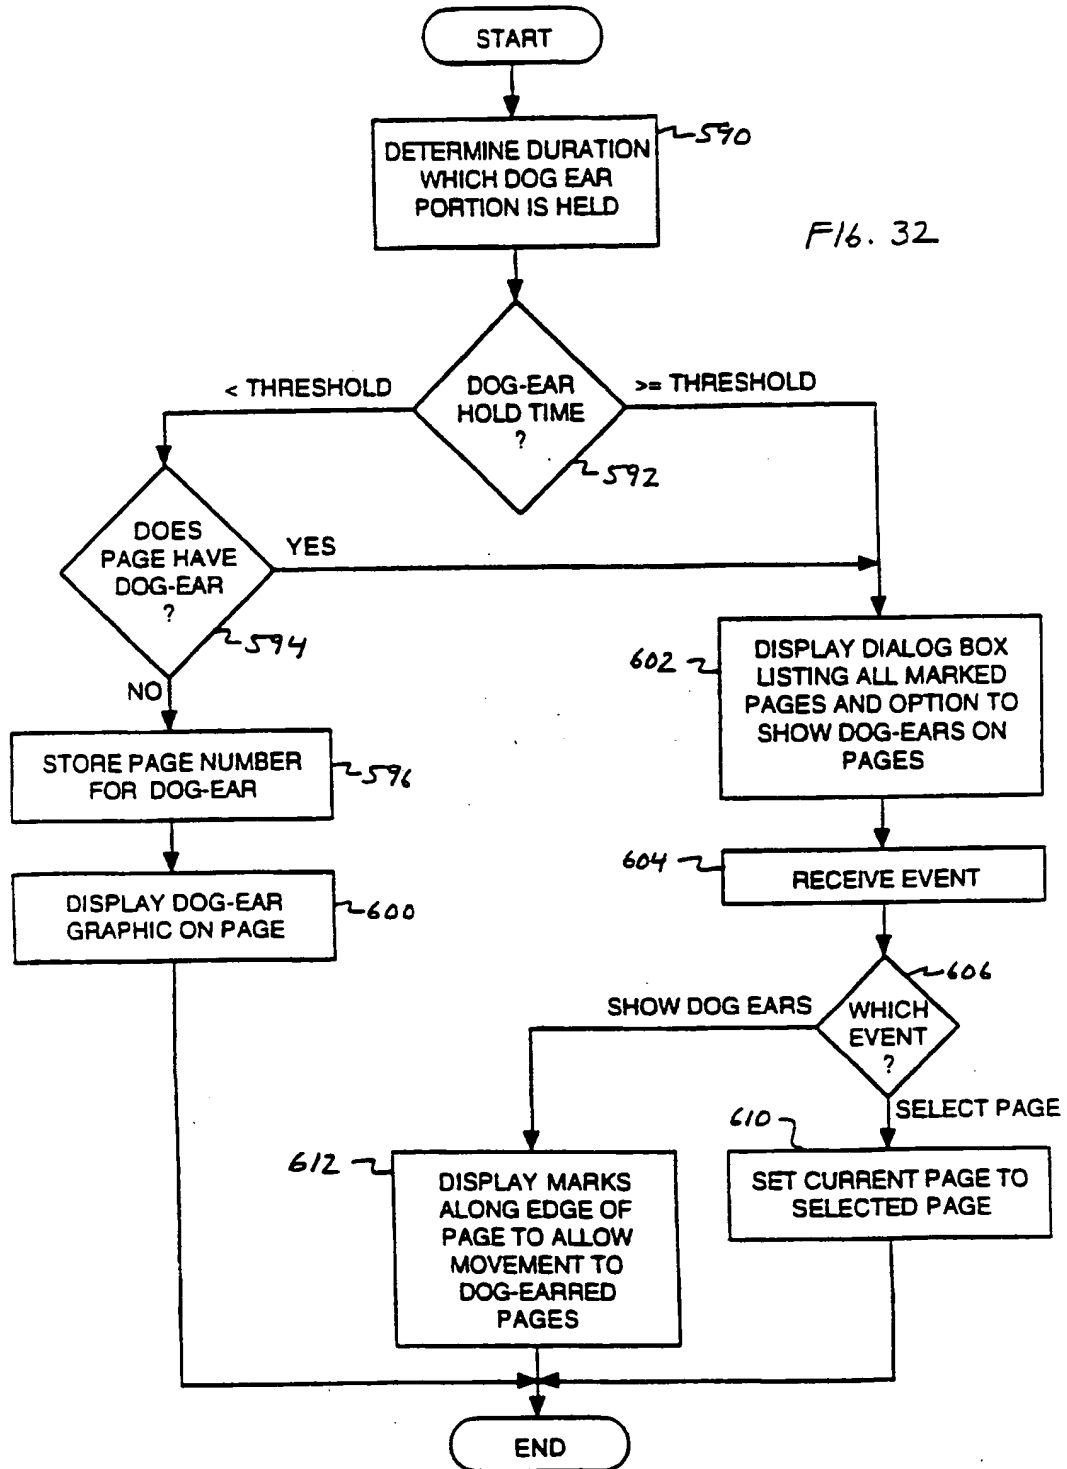 START
DETERMINE DURATION
WHICH DOG EAR
PORTION IS HELD
590
FIG. 32
< THRESHOLD
DOG-EAR
HOLD TIME
?
>= THRESHOLD
592
DOES
PAGE HAVE
DOG-EAR
?
YES
594
NO
602
DISPLAY DIALOG BOX
LISTING ALL MARKED
PAGES AND OPTION TO
SHOW DOG-EARS ON
PAGES
STORE PAGE NUMBER
FOR DOG-EAR
596
604
RECEIVE EVENT
DISPLAY DOG-EAR
GRAPHIC ON PAGE
600
606
SHOW DOG EARS
WHICH
EVENT
?
SELECT PAGE
610
612
DISPLAY MARKS
ALONG EDGE OF
PAGE TO ALLOW
MOVEMENT TO
DOG-EARRED
PAGES
SET CURRENT PAGE TO
SELECTED PAGE
END